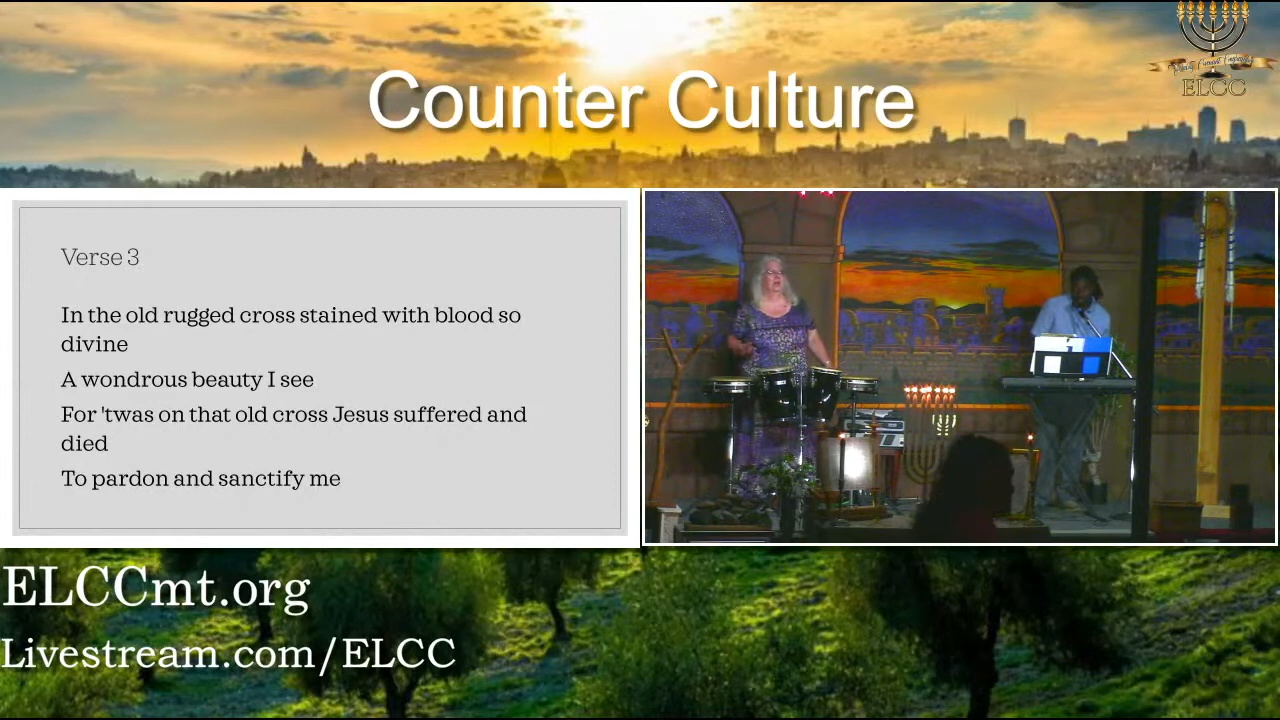 Counter Culture
ELCC
Verse 3
In the old rugged cross stained with blood so
divine
A wondrous beauty I see
For 'twas on that old cross Jesus suffered and
died
To pardon and sanctify me
ELCCmt.org
Livestream.com/ELCC